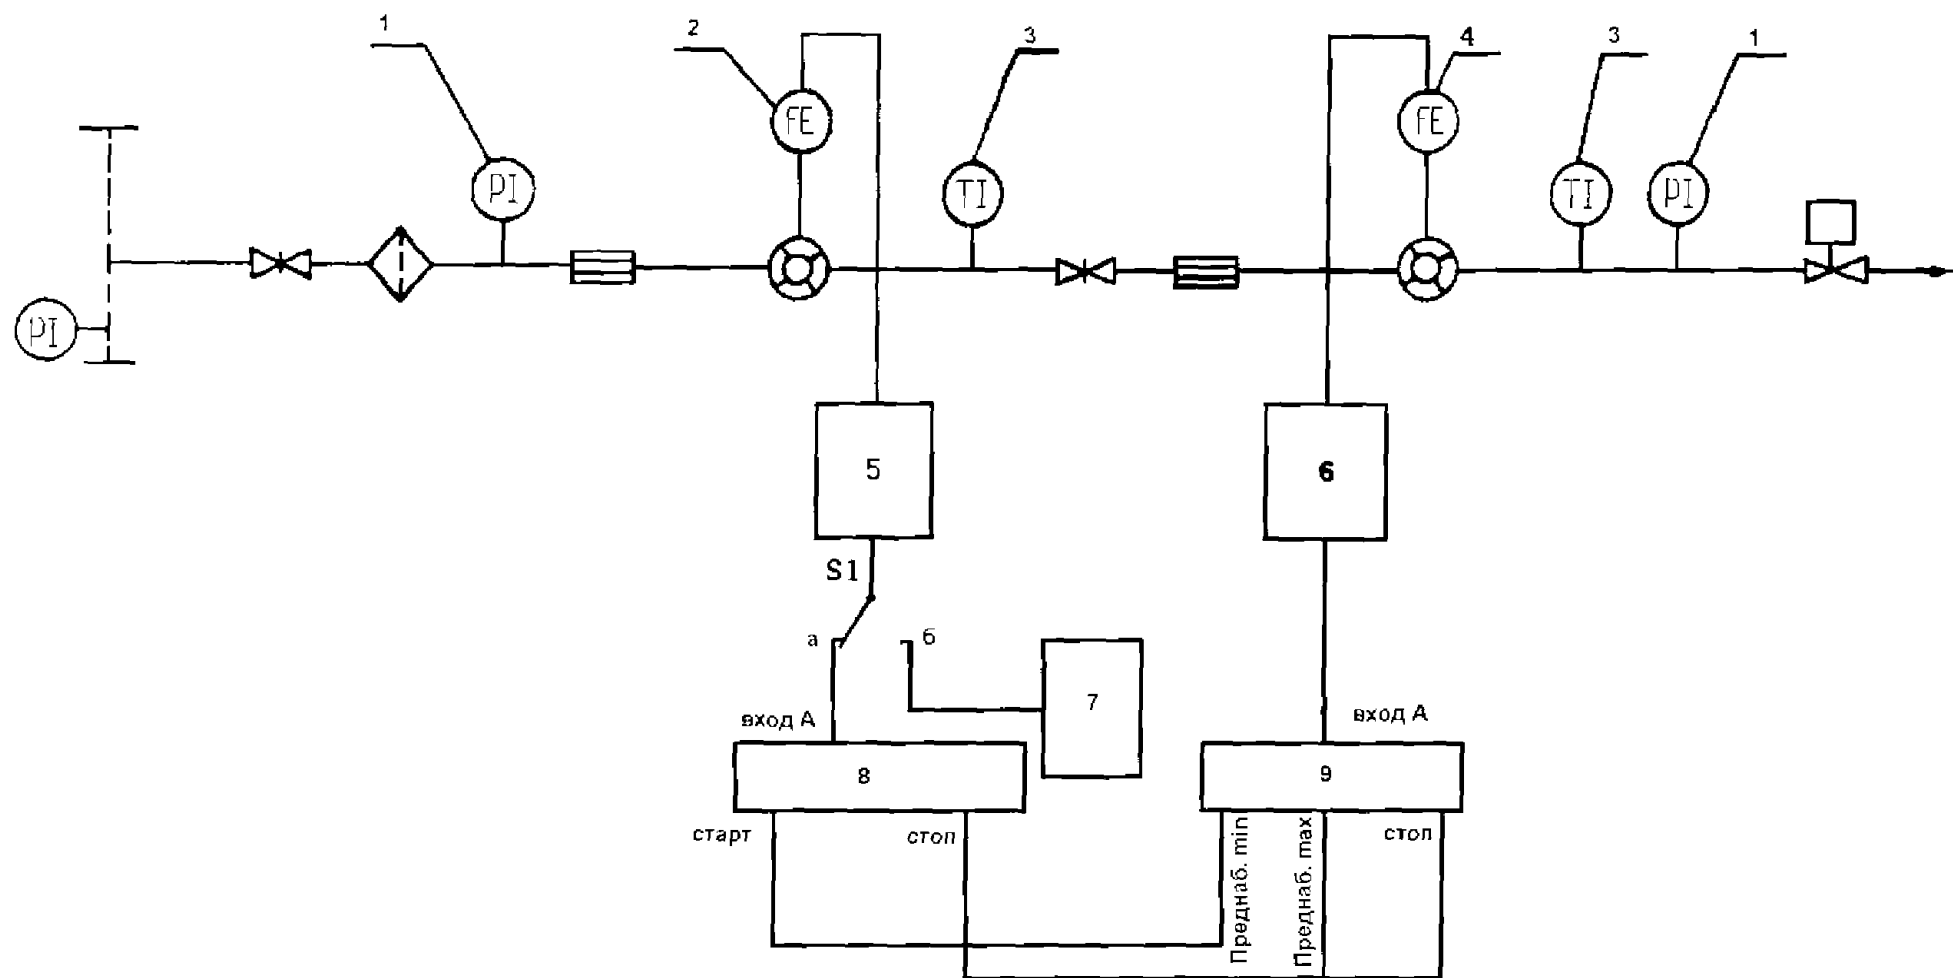 1
2
3
4
3
1
FE
FE
PI
TI
TI
PI
PI
5
6
S1
а
б
7
вход А
вход А
8
9
старт
стоп
Преднаб. min
Преднаб. max
стоп